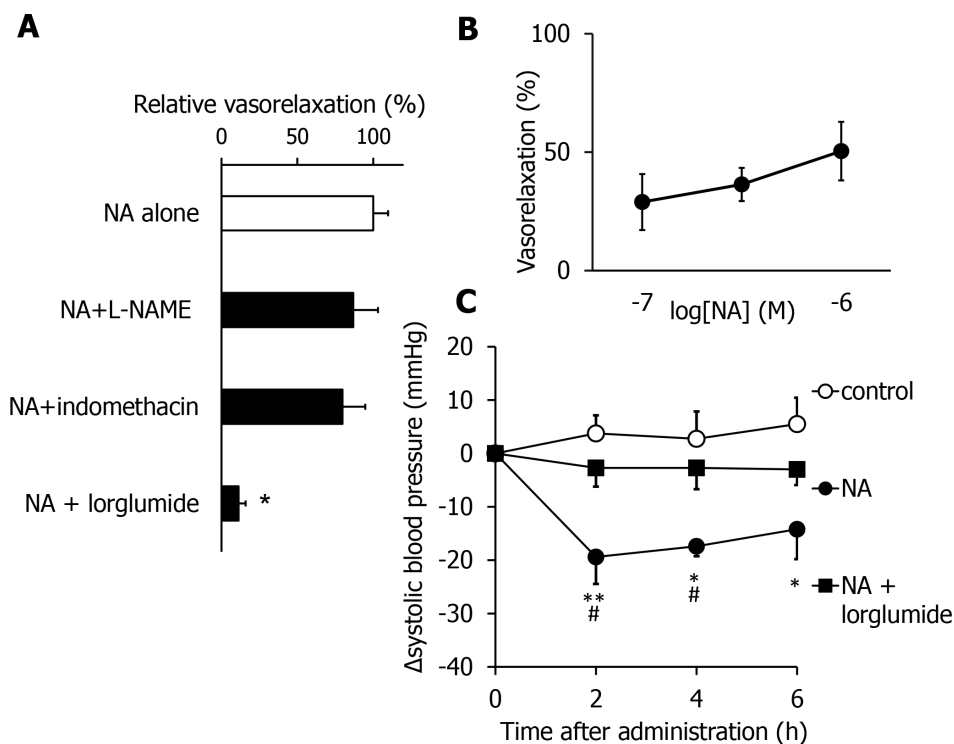 A
Relative vasorelaxation (%)
0 50 100
NA alone
NA+L-NAME
NA+indomethacin
NA + lorglumide
*
B
Vasorelaxation (%)
100
50
0
-7 -6
log[NA] (M)
C
Δsystolic blood pressure (mmHg)
20
10
0
-10
-20
-30
-40
** * *
# #
0 2 4 6
Time after administration (h)
control
NA
NA +
lorglumide